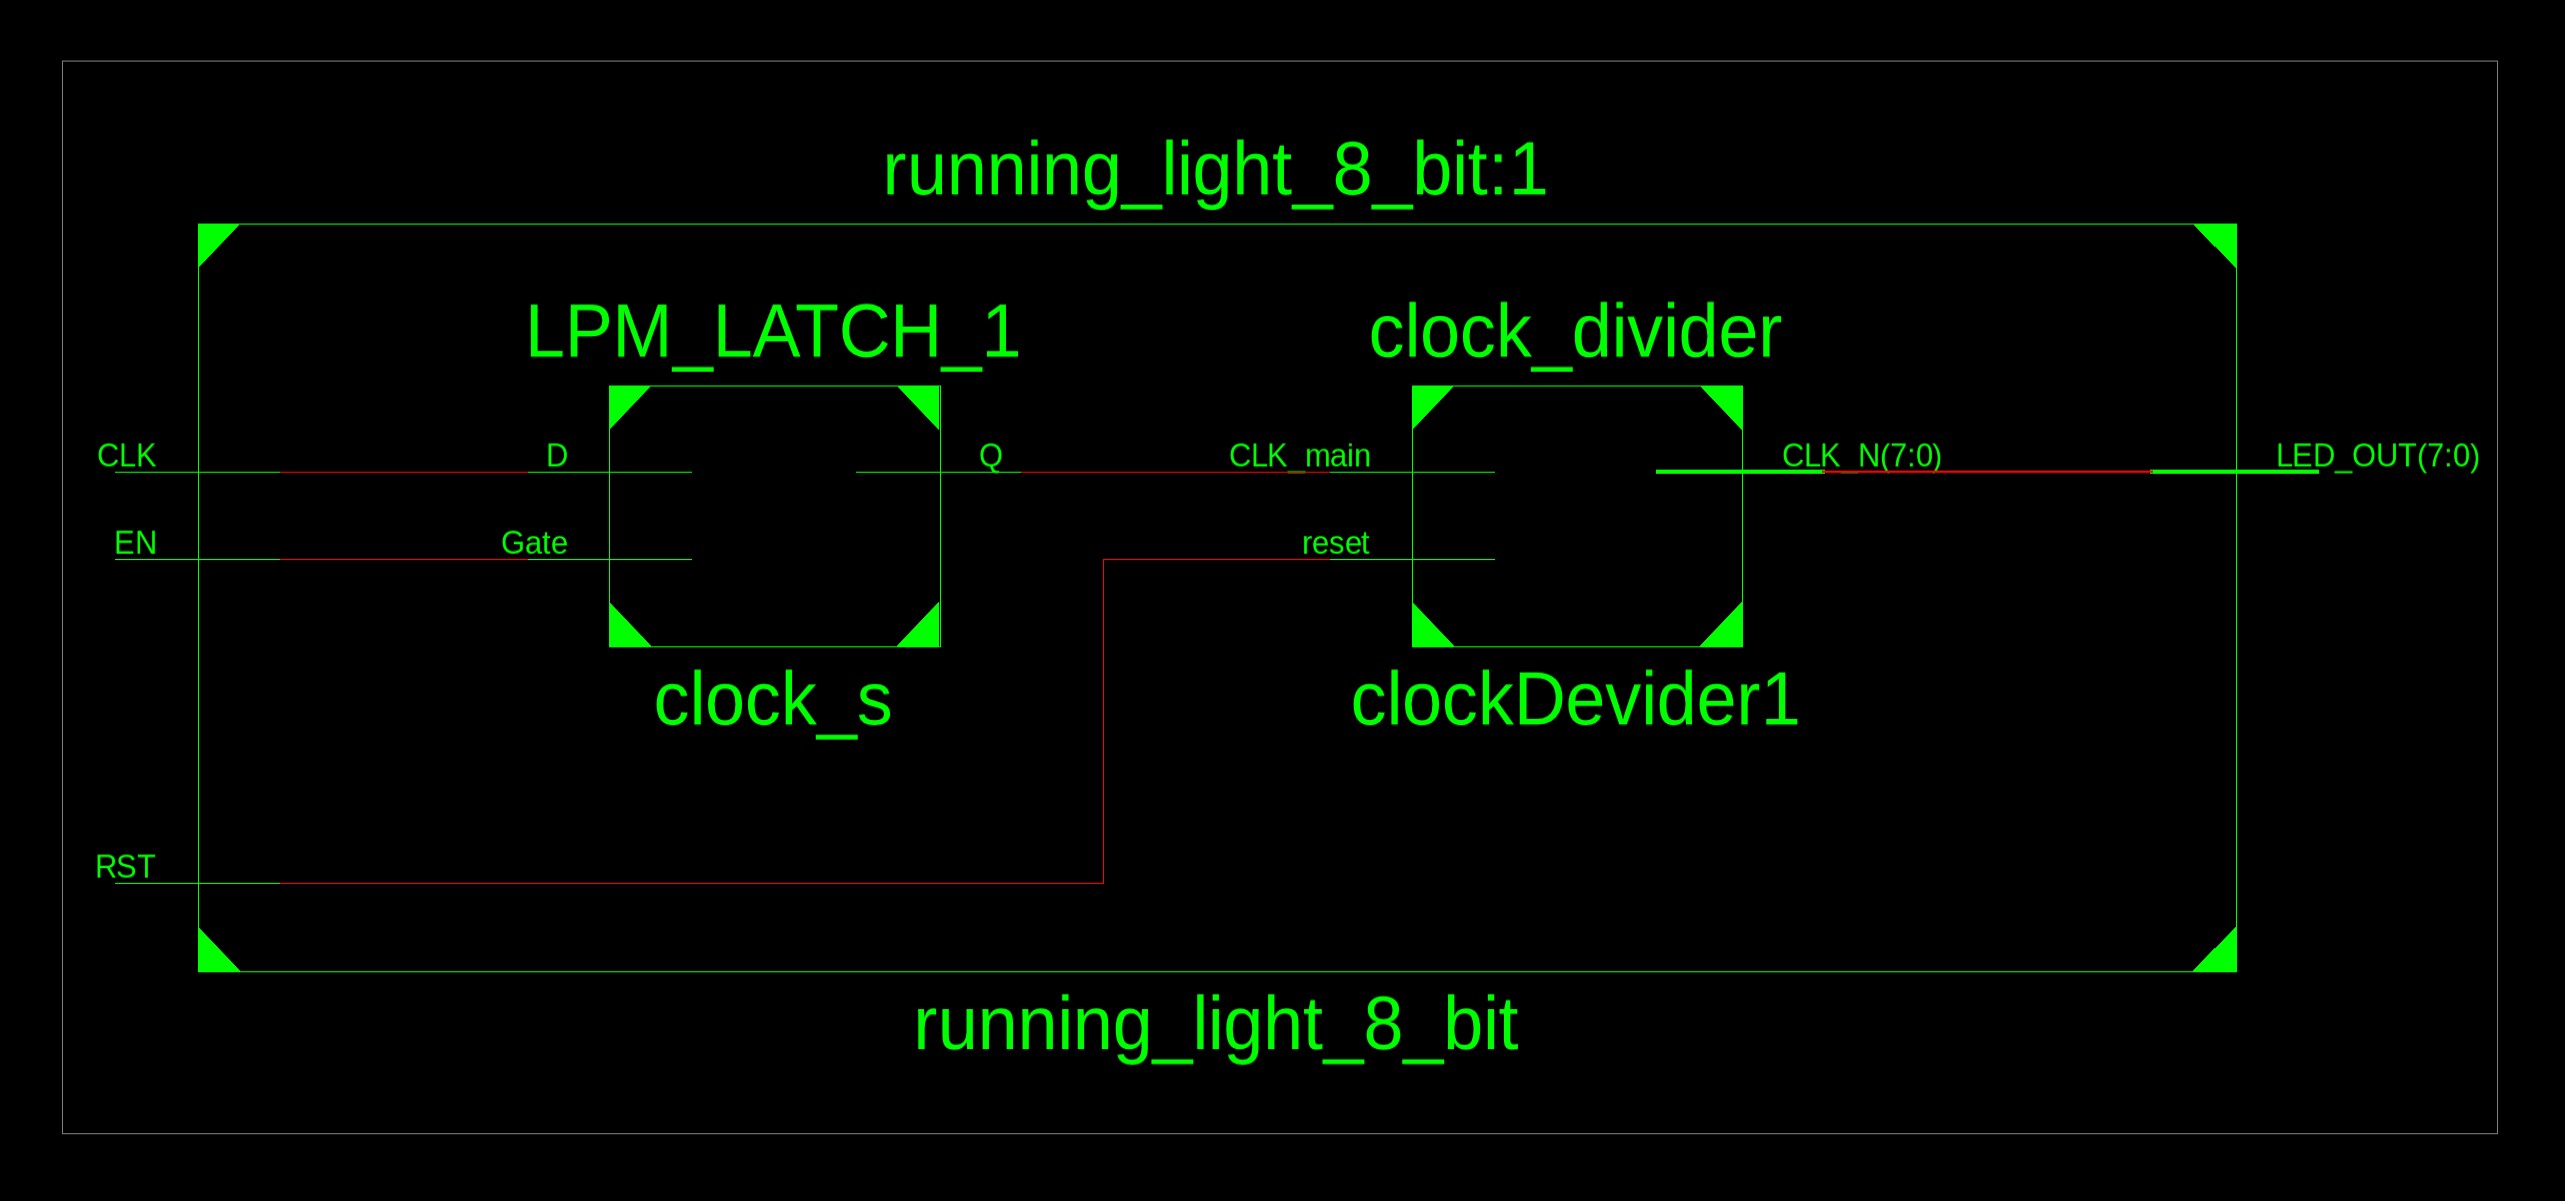 running_light_8_bit:1
LPM_LATCH_1
clock_divider
CLK
D
Q
CLK_main
CLK_N(7:0)
LED_OUT(7:0)
EN
Gate
reset
clock_s
clockDevider1
RST
running_light_8_bit